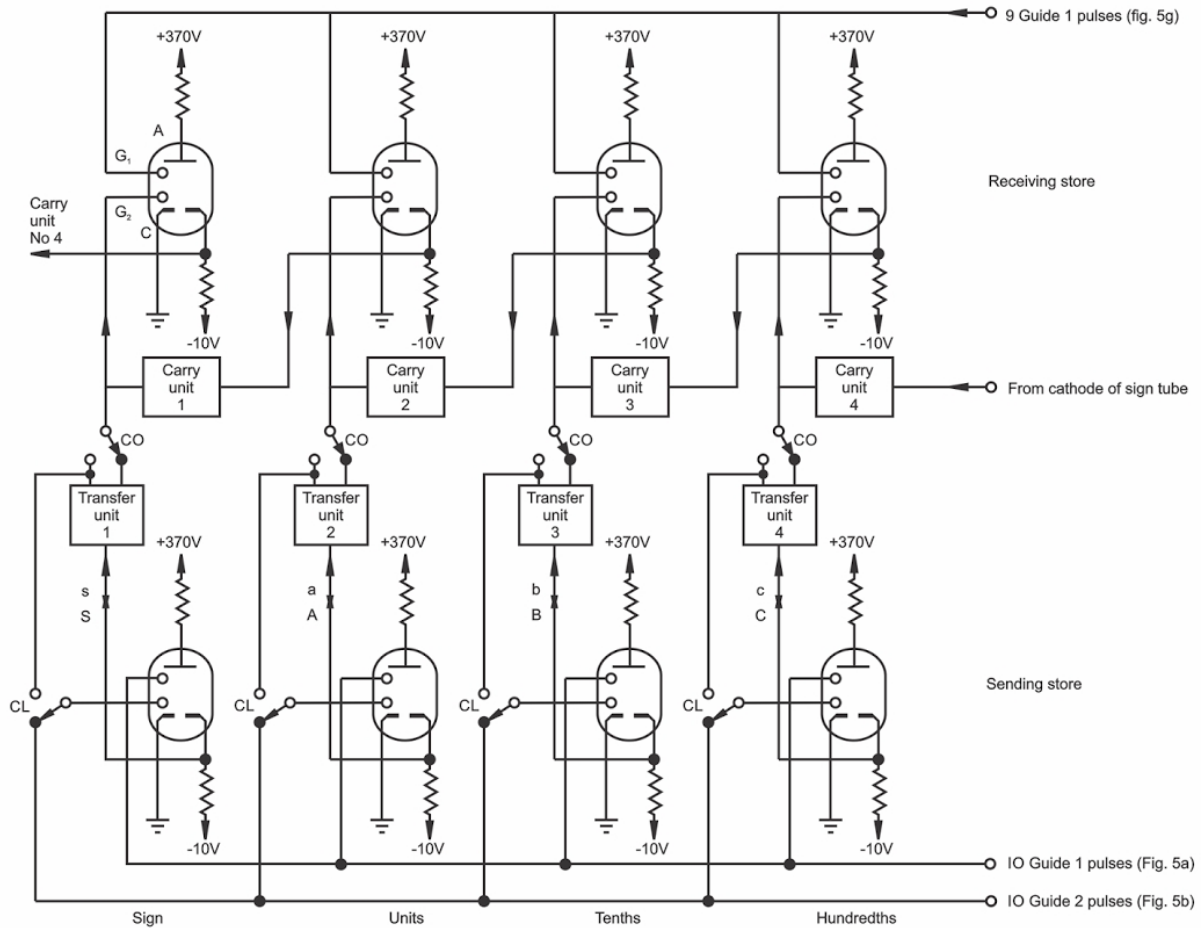 9 Guide 1 pulses (fig. 5g)
+370V +370V +370V +370V
A
G1
G2
C
Receiving store
Carry
unit
No 4
-10V -10V -10V -10V
Carry
unit
1
Carry
unit
2
Carry
unit
3
Carry
unit
4
From cathode of sign tube
CO CO CO CO
Transfer
unit
1
Transfer
unit
2
Transfer
unit
3
Transfer
unit
4
+370V +370V +370V +370V
s a b c
S A B C
Sending store
CL CL CL CL
-10V -10V -10V -10V
IO Guide 1 pulses (Fig. 5a)
IO Guide 2 pulses (Fig. 5b)
Sign Units Tenths Hundredths